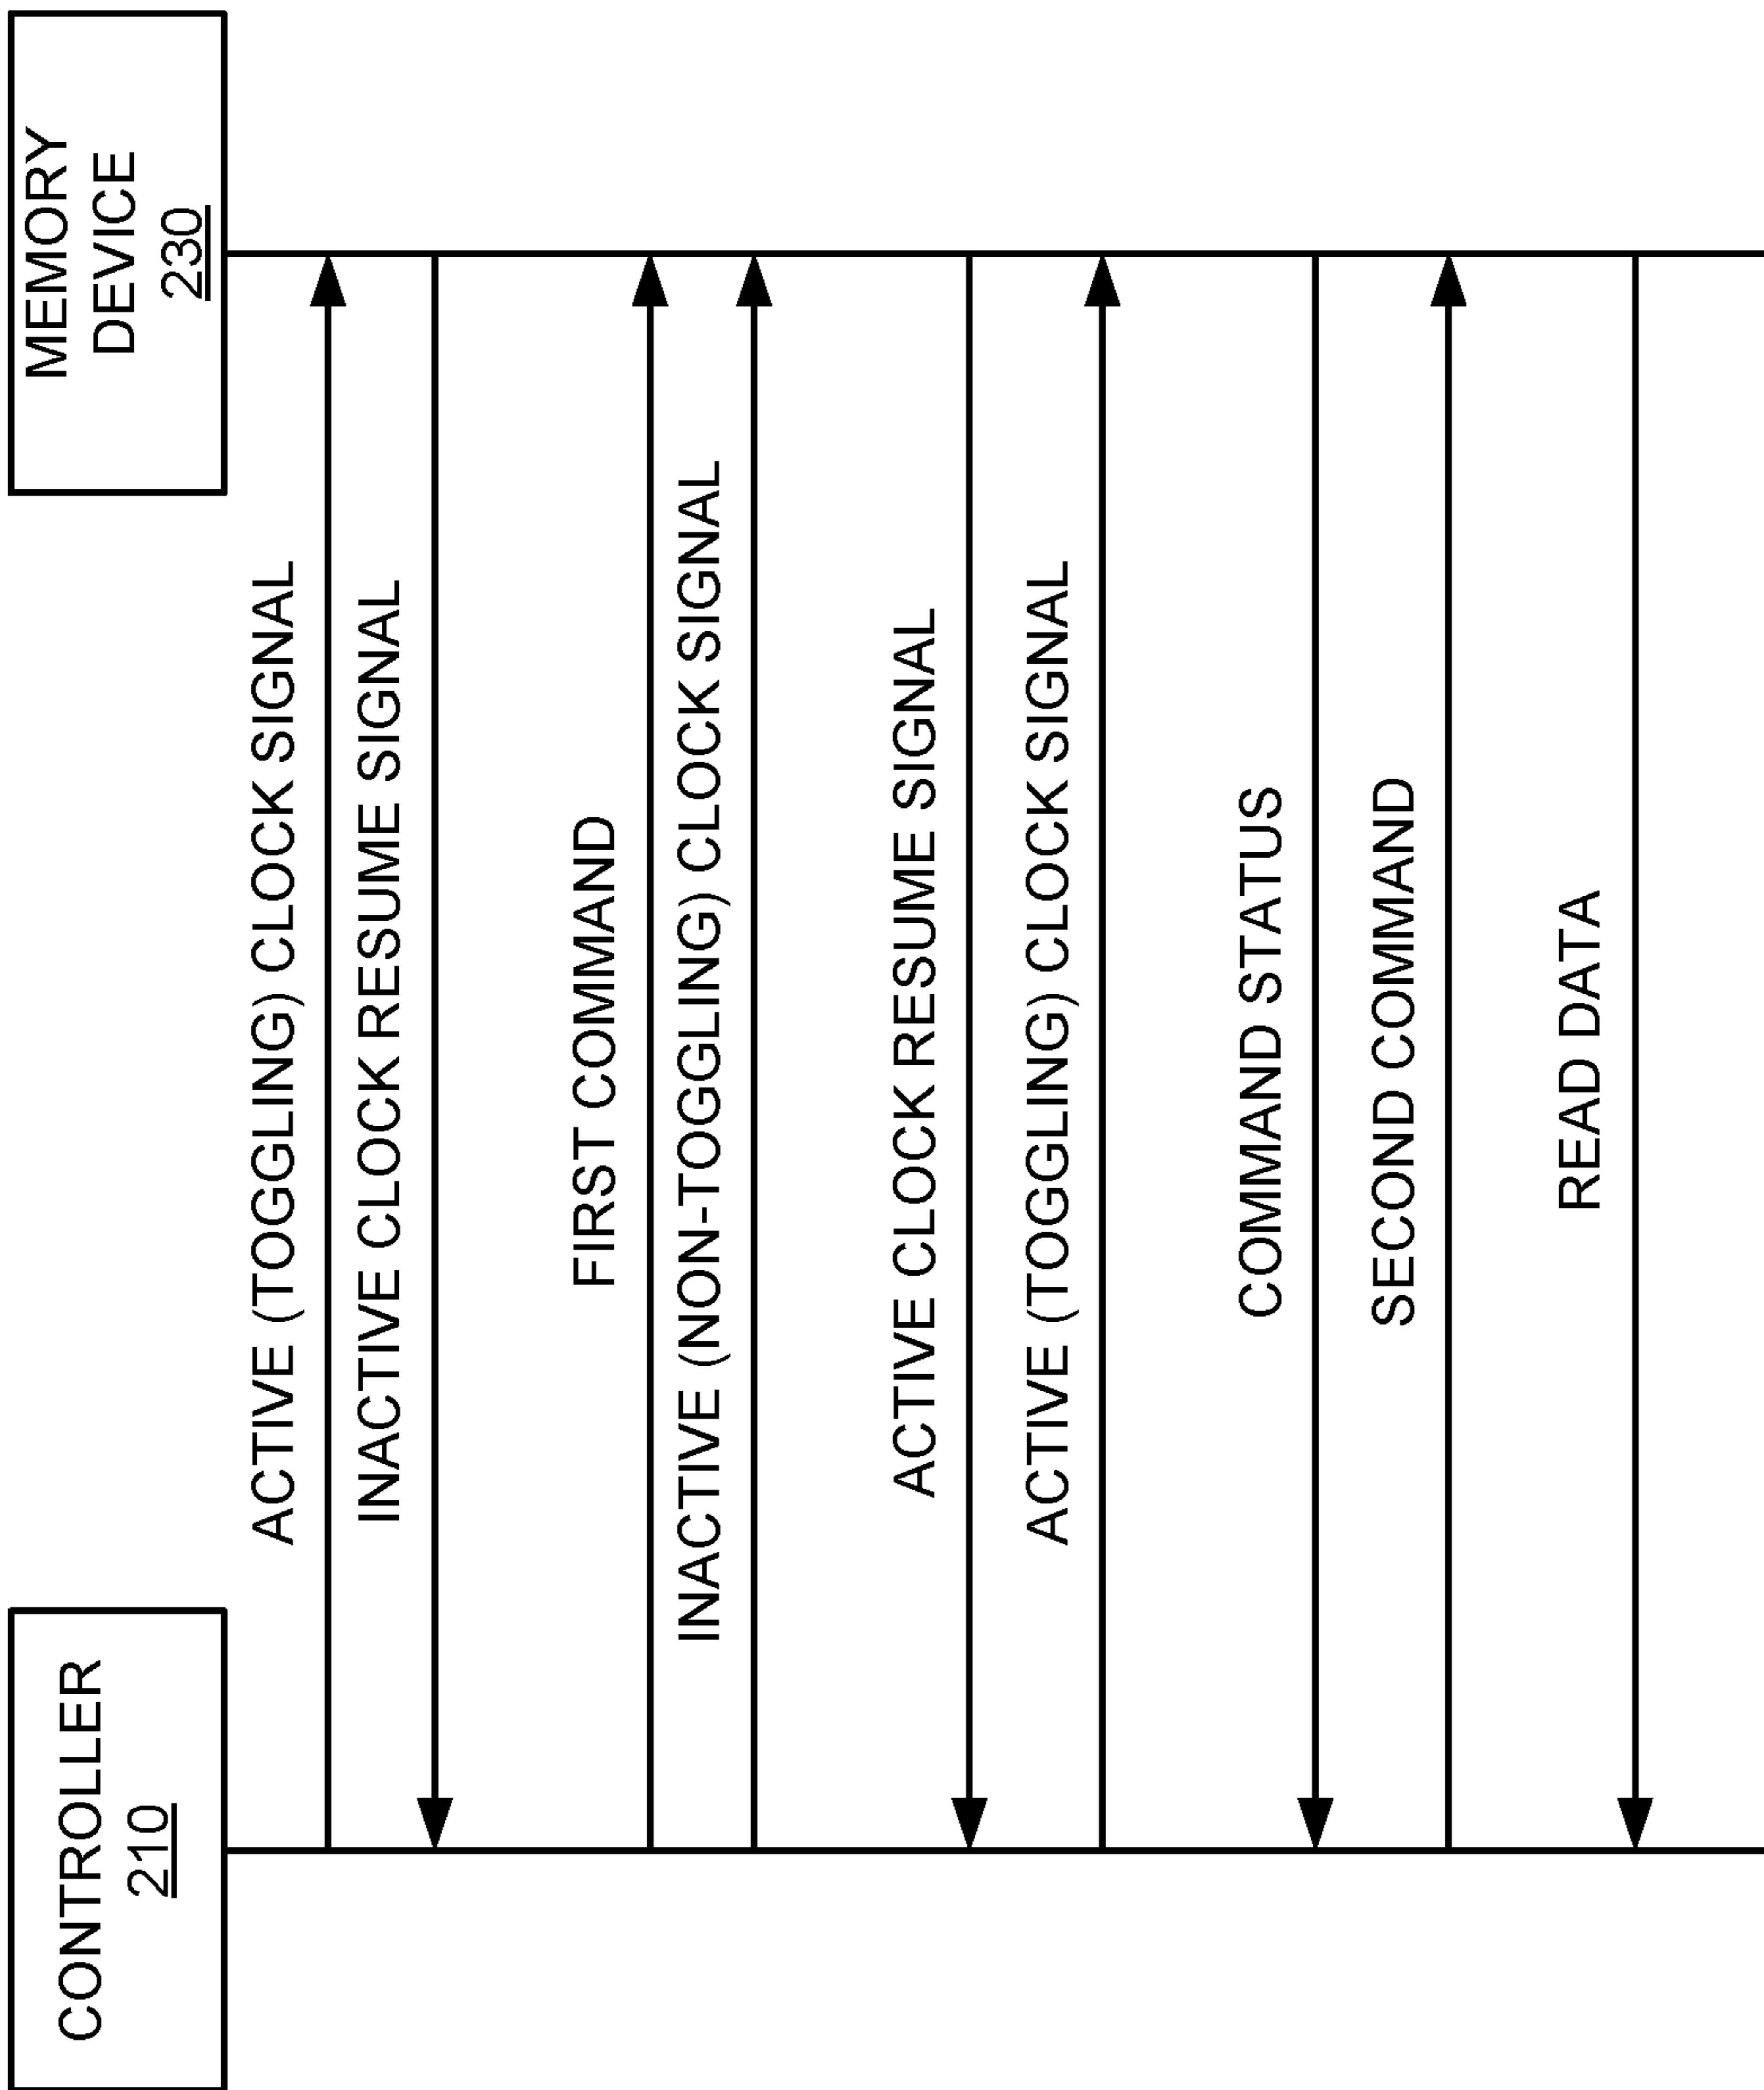 CONTROLLER
210
MEMORY
DEVICE
230
ACTIVE (TOGGLING) CLOCK SIGNAL
INACTIVE CLOCK RESUME SIGNAL
FIRST COMMAND
INACTIVE (NON-TOGGLING) CLOCK SIGNAL
ACTIVE CLOCK RESUME SIGNAL
ACTIVE (TOGGLING) CLOCK SIGNAL
COMMAND STATUS
SECOND COMMAND
READ DATA